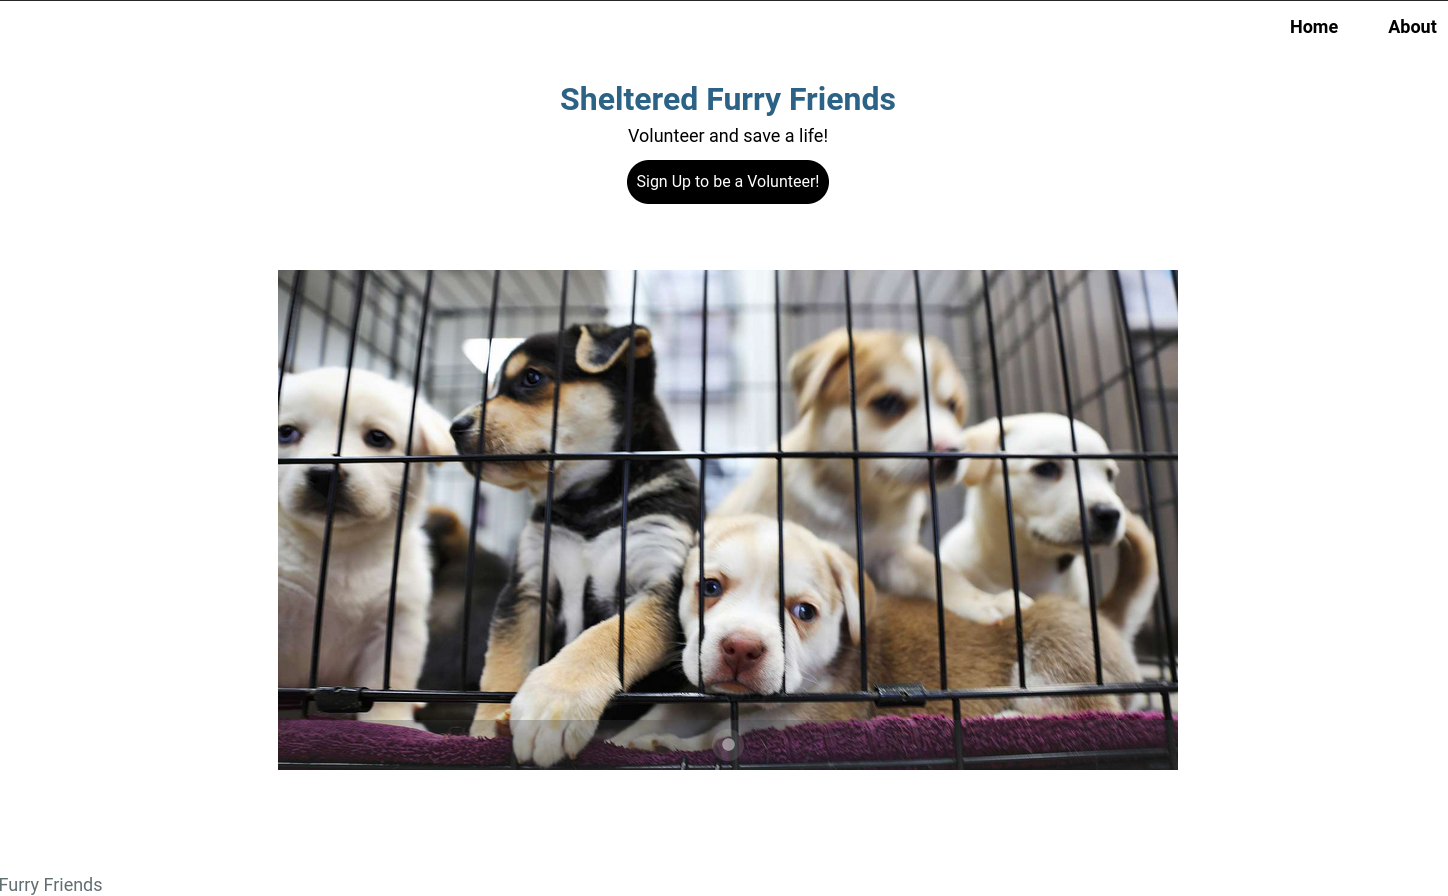 Home About
Sheltered Furry Friends
Volunteer and save a life!
Sign Up to be a Volunteer!
Furry Friends